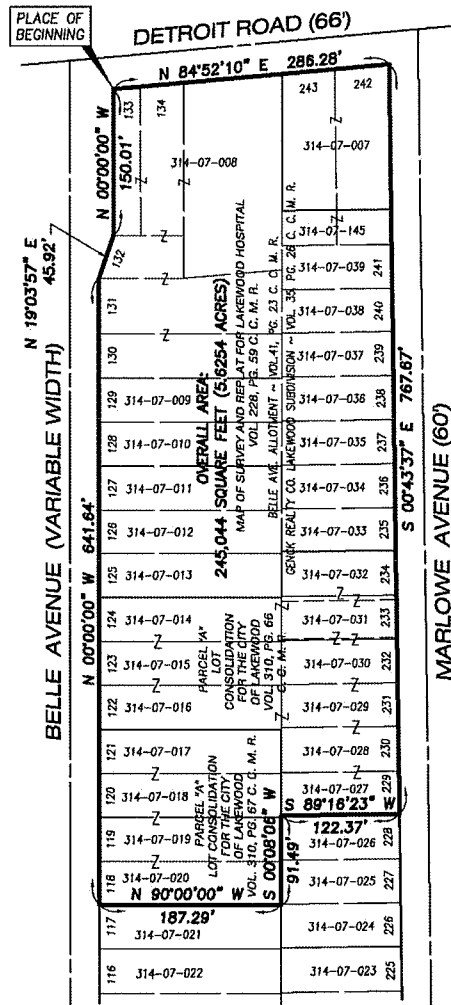 PLACE OF
BEGINNING
DETROIT ROAD (66')
N 84°52'10" E 286.28'
N 00°00'00" W
150.01'
N 19°03'57" E
45.92'
133
134
243
242
314-07-008
314-07-007
132
314-07-145
131
314-07-039
241
314-07-038
240
130
314-07-037
239
129
314-07-009
314-07-036
238
128
314-07-010
314-07-035
237
127
314-07-011
314-07-034
236
126
314-07-012
314-07-033
235
125
314-07-013
314-07-032
234
124
314-07-014
314-07-031
233
123
314-07-015
314-07-030
232
122
314-07-016
314-07-029
231
121
314-07-017
314-07-028
230
120
314-07-018
314-07-027
229
119
314-07-019
314-07-026
228
118
314-07-020
314-07-025
227
117
314-07-021
314-07-024
226
116
314-07-022
314-07-023
225
OVERALL AREA:
245,044 SQUARE FEET (5.6254 ACRES)
MAP OF SURVEY AND REPLAT FOR LAKEWOOD HOSPITAL
VOL. 228, PG. 59 C. C. M. R.
BELLE AVE. ALLOTMENT ~ VOL.41, PG. 23 C. C. M. R.
REALTY CO. LAKEWOOD SUBDIVISION ~ VOL. 35, PG. 26 C. C. M. R.
PARCEL "A"
LOT
CONSOLIDATION
FOR THE CITY
OF LAKEWOOD
VOL. 310, PG. 66
C. C. M. R.
PARCEL "A"
LOT CONSOLIDATION
FOR THE CITY
OF LAKEWOOD
VOL. 310, PG. 67 C. C. M. R.
BELLE AVENUE (VARIABLE WIDTH)
N 00°00'00" W 641.64'
S 00°43'37" E 767.67'
MARLOWE AVENUE (60')
S 89°16'23" W
122.37'
S 00°08'06" W
91.49'
N 90°00'00" W
187.29'